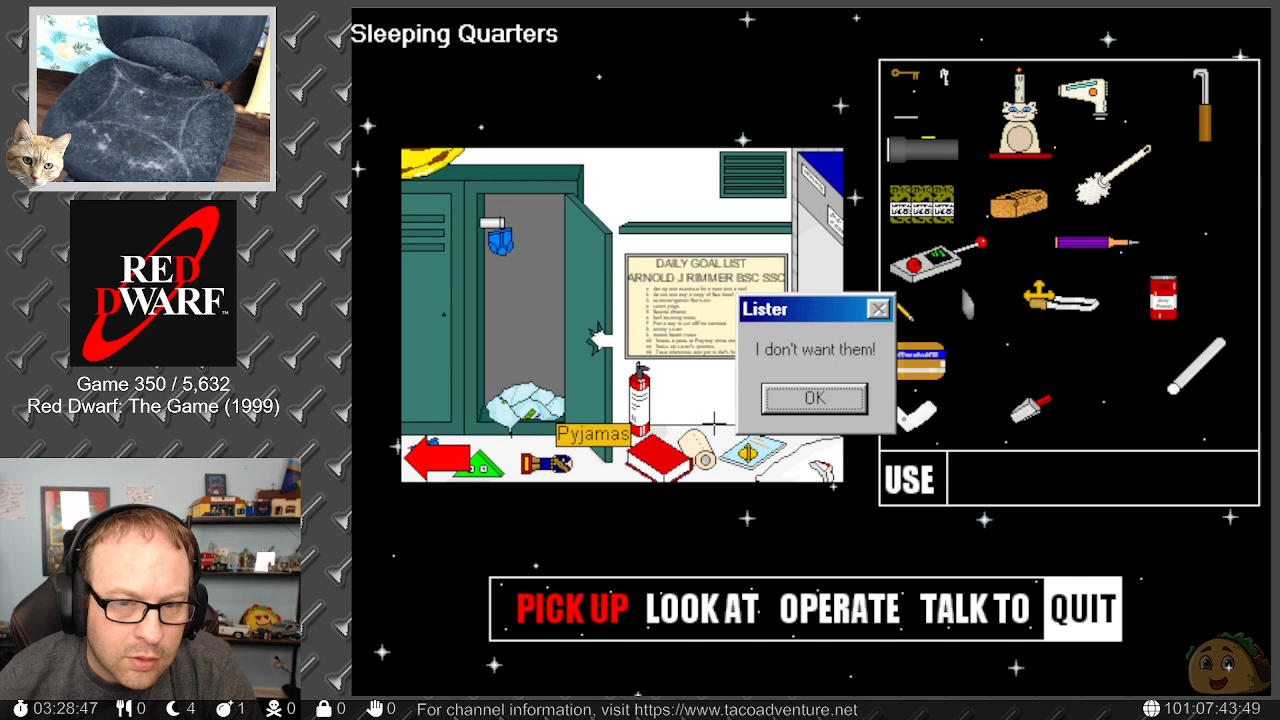 Sleeping Quarters
RED
DWARF
™
Game 350 / 5,632
Red Dwarf: The Game (1999)
DAILY GOAL LIST
ARNOLD J RIMMER BSC SSC
Lister
I don't want them!
OK
Pyjamas
USE
PICK UP LOOK AT OPERATE TALK TO QUIT
03:28:47 0 4 1 0 0 0 For channel information, visit https://www.tacoadventure.net 101:07:43:49